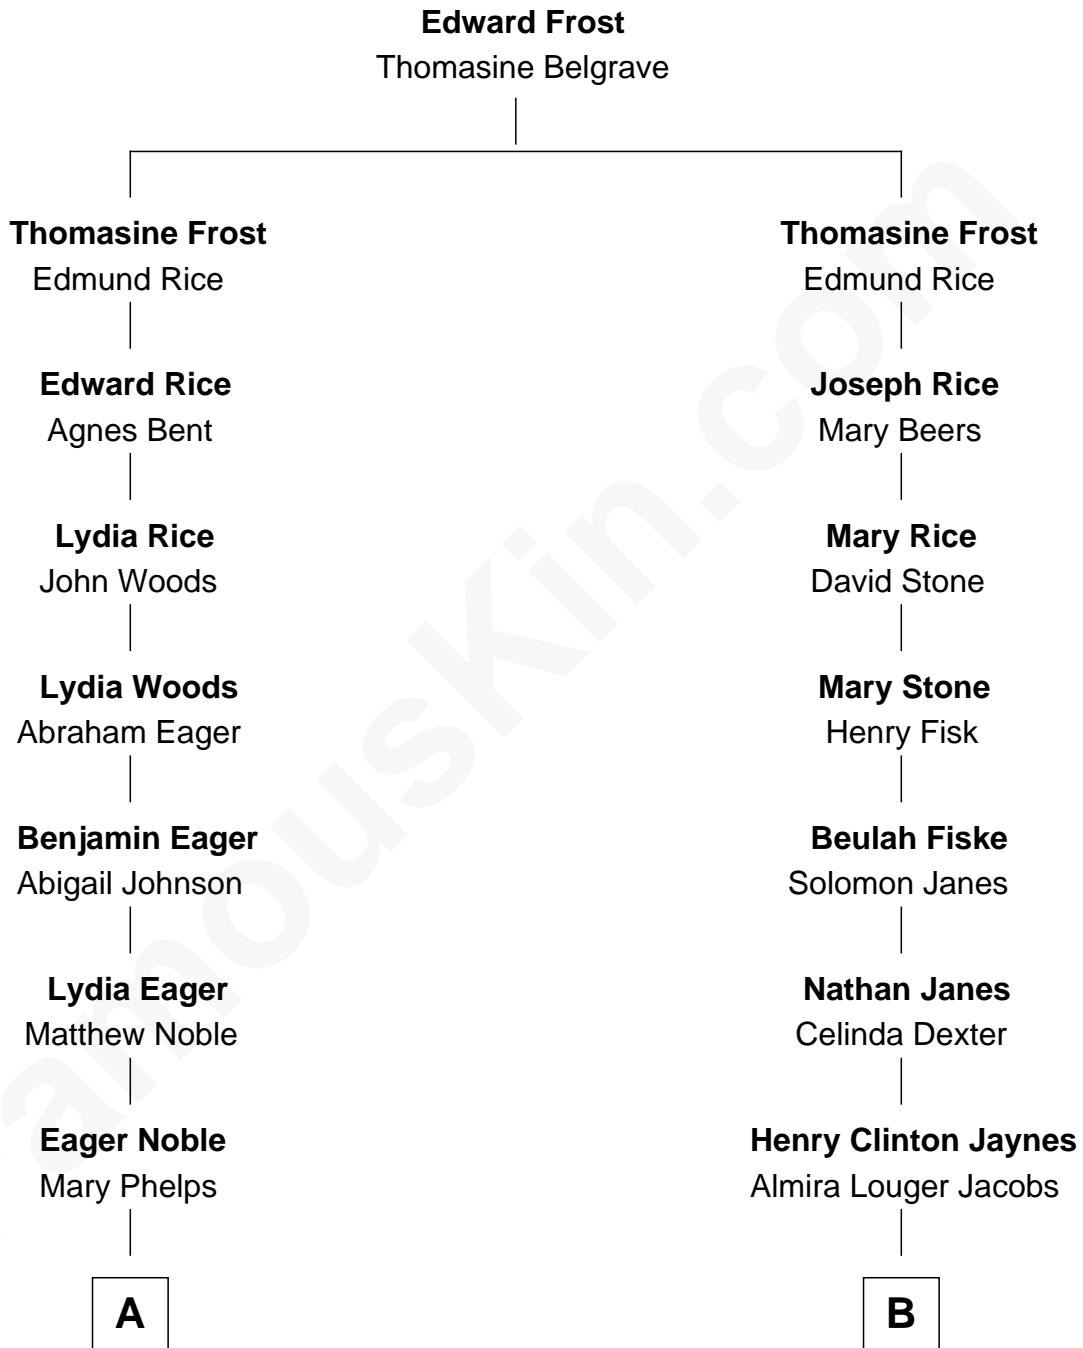 Edward Frost
Thomasine Belgrave
Thomasine Frost
Edmund Rice
Edward Rice
Agnes Bent
Lydia Rice
John Woods
Lydia Woods
Abraham Eager
Benjamin Eager
Abigail Johnson
Lydia Eager
Matthew Noble
Eager Noble
Mary Phelps
A
Thomasine Frost
Edmund Rice
Joseph Rice
Mary Beers
Mary Rice
David Stone
Mary Stone
Henry Fisk
Beulah Fiske
Solomon Janes
Nathan Janes
Celinda Dexter
Henry Clinton Jaynes
Almira Louger Jacobs
B
amousKin.com